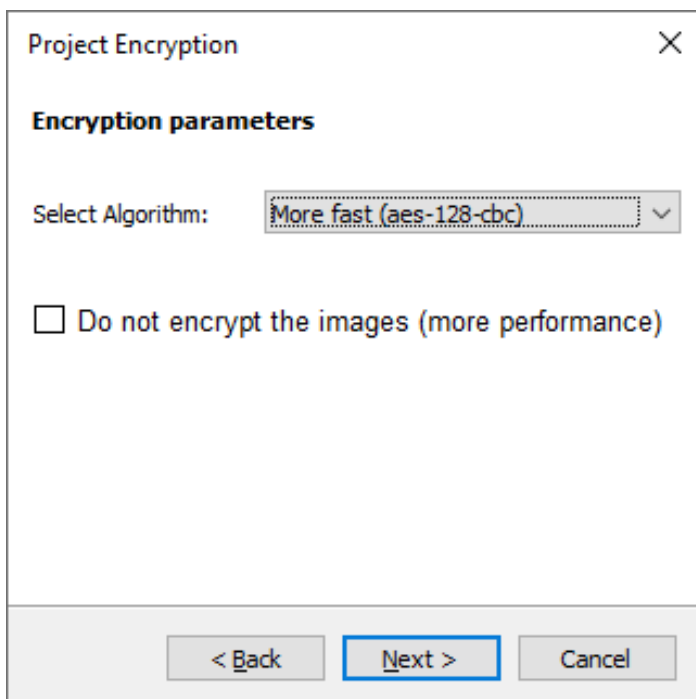 Project Encryption
Encryption parameters
Select Algorithm: More fast (aes-128-cbc)
Do not encrypt the images (more performance)
< Back Next > Cancel